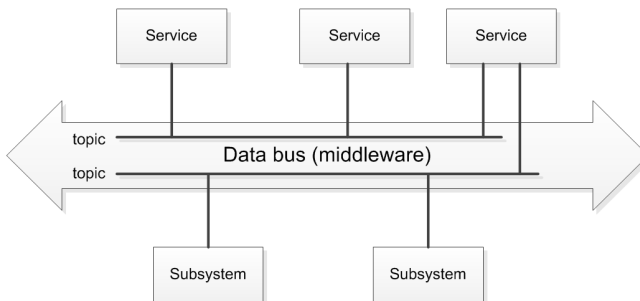 Service
Service
Service
topic
Data bus (middleware)
topic
Subsystem
Subsystem